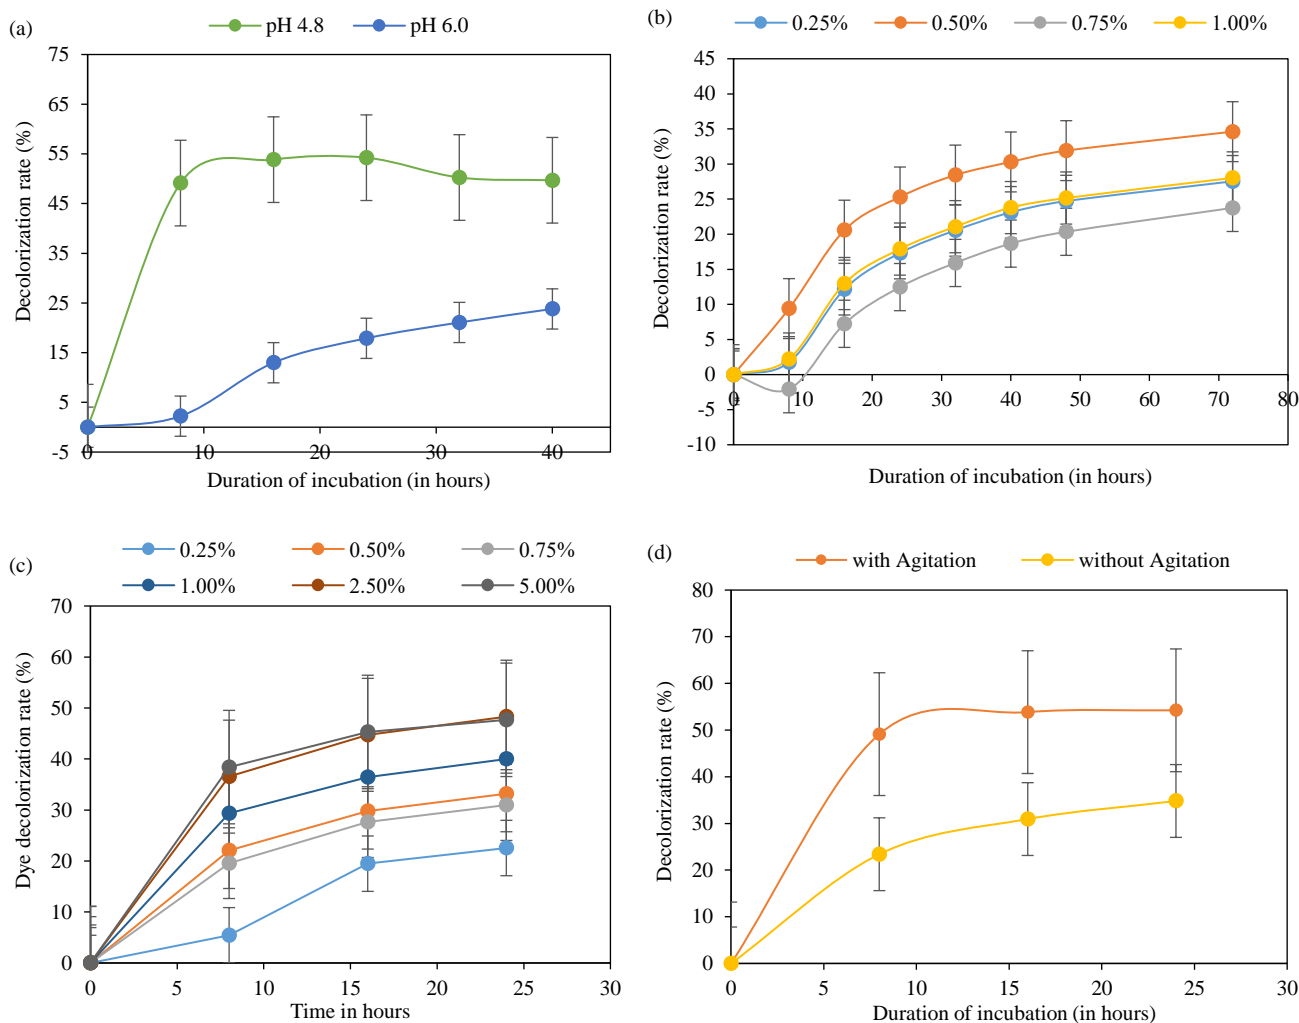 (a)
pH 4.8 pH 6.0
Decolorization rate (%)
75
65
55
45
35
25
15
5
-5
0 10 20 30 40
Duration of incubation (in hours)
(b)
0.25% 0.50% 0.75% 1.00%
Decolorization rate (%)
45
40
35
30
25
20
15
10
5
0
-5
-10
0 10 20 30 40 50 60 70 80
Duration of incubation (in hours)
(c)
0.25% 0.50% 0.75%
1.00% 2.50% 5.00%
Dye decolorization rate (%)
70
60
50
40
30
20
10
0
0 5 10 15 20 25 30
Time in hours
(d)
with Agitation without Agitation
Decolorization rate (%)
80
70
60
50
40
30
20
10
0
0 5 10 15 20 25 30
Duration of incubation (in hours)